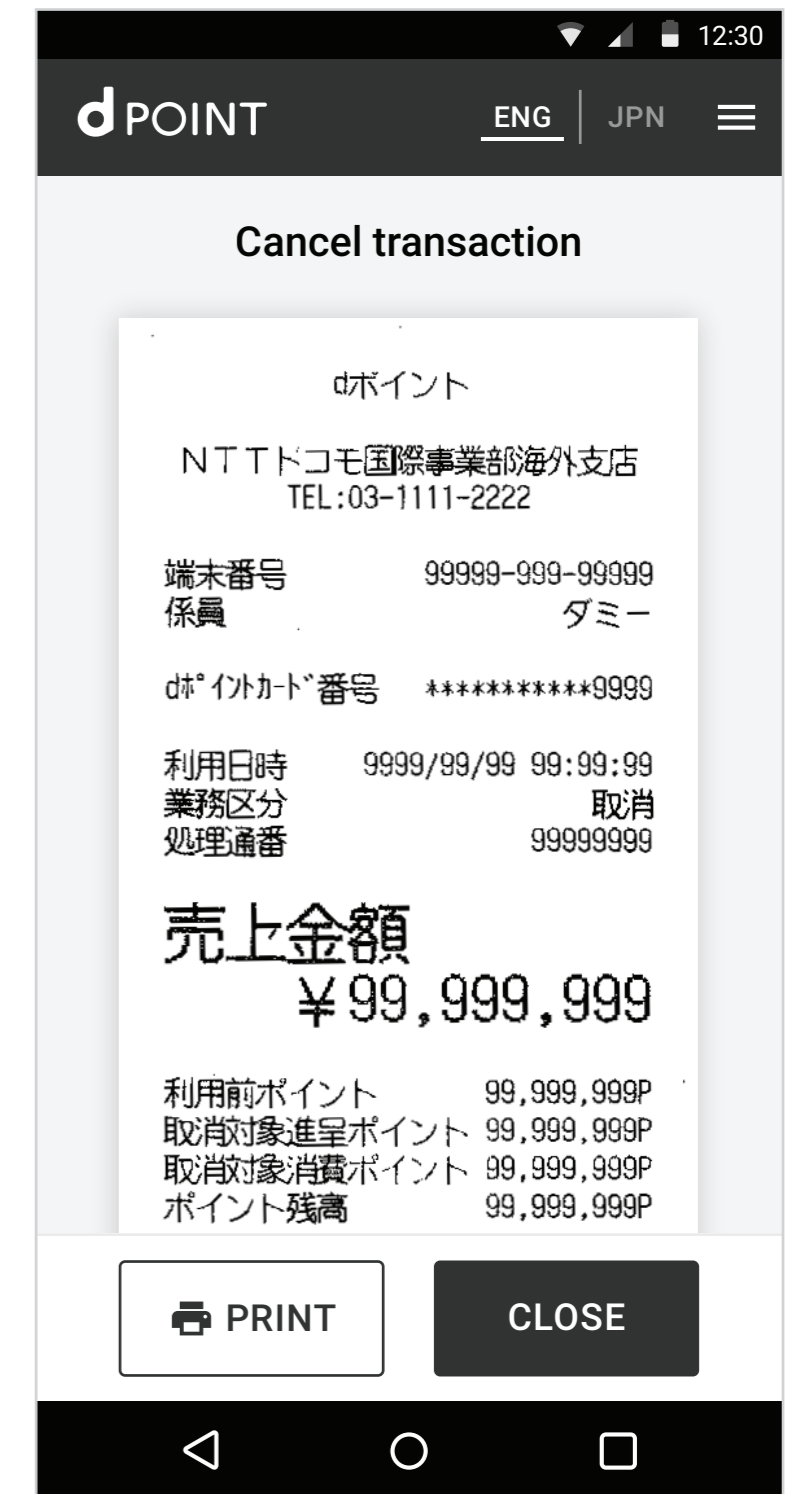 12:30
d POINT ENG JPN
Cancel transaction
dポイント
NTTドコモ国際事業部海外支店
TEL:03-1111-2222
端末番号 99999-999-99999
係員 ダミー
dﾎﾟｲﾝﾄｶｰﾄﾞ番号 ***********9999
利用日時 9999/99/99 99:99:99
業務区分 取消
処理通番 99999999
売上金額
¥99,999,999
利用前ポイント 99,999,999P
取消対象進呈ポイント 99,999,999P
取消対象消費ポイント 99,999,999P
ポイント残高 99,999,999P
PRINT CLOSE